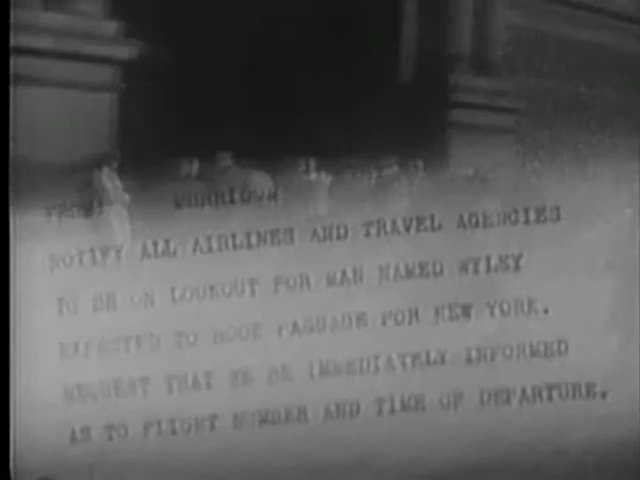 NOTIFY ALL AIRLINES AND TRAVEL AGENCIES
TO BE ON LOOKOUT FOR MAN NAMED WYLEY
EXPECTED TO BOOK PASSAGE FOR NEW YORK.
REQUEST THAT WE BE IMMEDIATELY INFORMED
AS TO FLIGHT NUMBER AND TIME OF DEPARTURE.